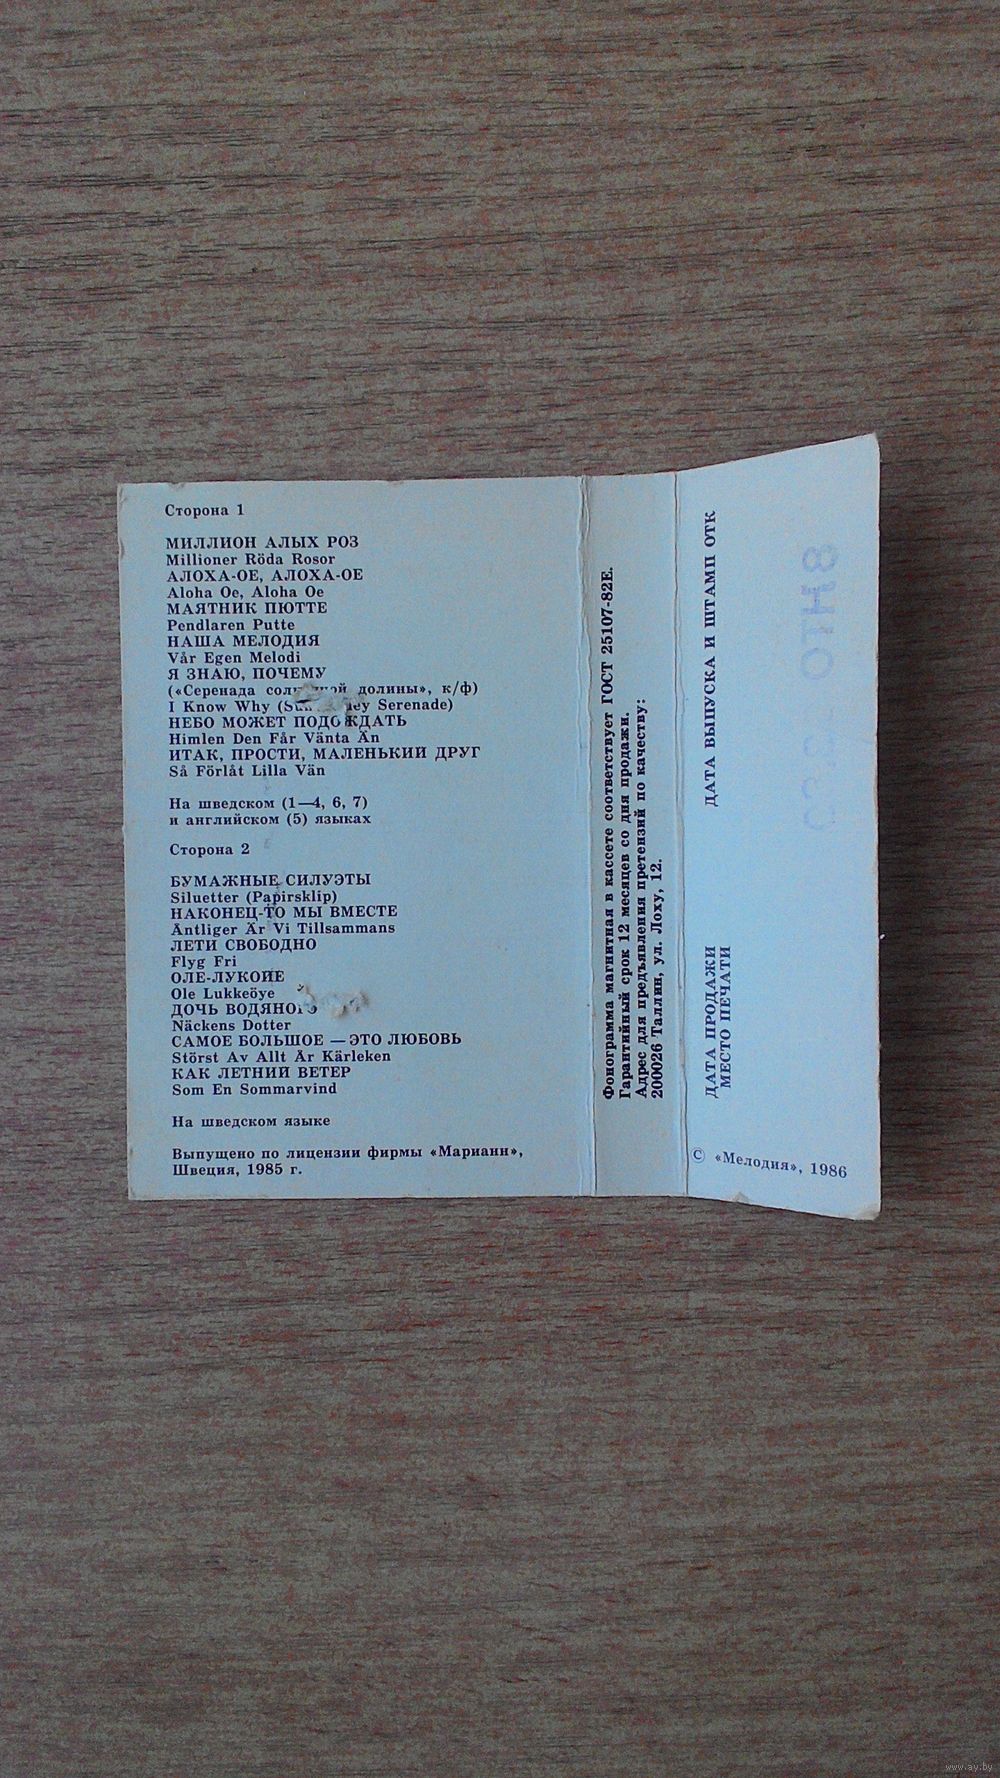 Сторона 1
МИЛЛИОН АЛЫХ РОЗ
Millioner Röda Rosor
АЛОХА-ОЕ, АЛОХА-ОЕ
Aloha Oe, Aloha Oe
МАЯТНИК ПЮТТЕ
Pendlaren Putte
НАША МЕЛОДИЯ
Vår Egen Melodi
Я ЗНАЮ, ПОЧЕМУ
(«Серенада долины», к/ф)
I Know Why ( Serenade)
НЕБО МОЖЕТ ПОДОЖДАТЬ
Himlen Den Får Vänta Än
ИТАК, ПРОСТИ, МАЛЕНЬКИЙ ДРУГ
Så Förlåt Lilla Vän
На шведском (1—4, 6, 7)
и английском (5) языках
Сторона 2
БУМАЖНЫЕ СИЛУЭТЫ
Siluetter (Papirsklip)
НАКОНЕЦ-ТО МЫ ВМЕСТЕ
Äntliger Är Vi Tillsammans
ЛЕТИ СВОБОДНО
Flyg Fri
ОЛЕ-ЛУКОЙЕ
Ole Lukkeöye
ДОЧЬ ВОДЯНОГО
Näckens Dotter
САМОЕ БОЛЬШОЕ — ЭТО ЛЮБОВЬ
Störst Av Allt Är Kärleken
КАК ЛЕТНИЙ ВЕТЕР
Som En Sommarvind
На шведском языке
Выпущено по лицензии фирмы «Марианн»,
Швеция, 1985 г.
Фонограмма магнитная в кассете соответствует ГОСТ 25107-82Е.
Гарантийный срок 12 месяцев со дня продажи.
Адрес для предъявления претензий по качеству:
200026 Таллин, ул. Лоху, 12.
ДАТА ВЫПУСКА И ШТАМП ОТК
ДАТА ПРОДАЖИ
МЕСТО ПЕЧАТИ
© «Мелодия», 1986
www.ay.by